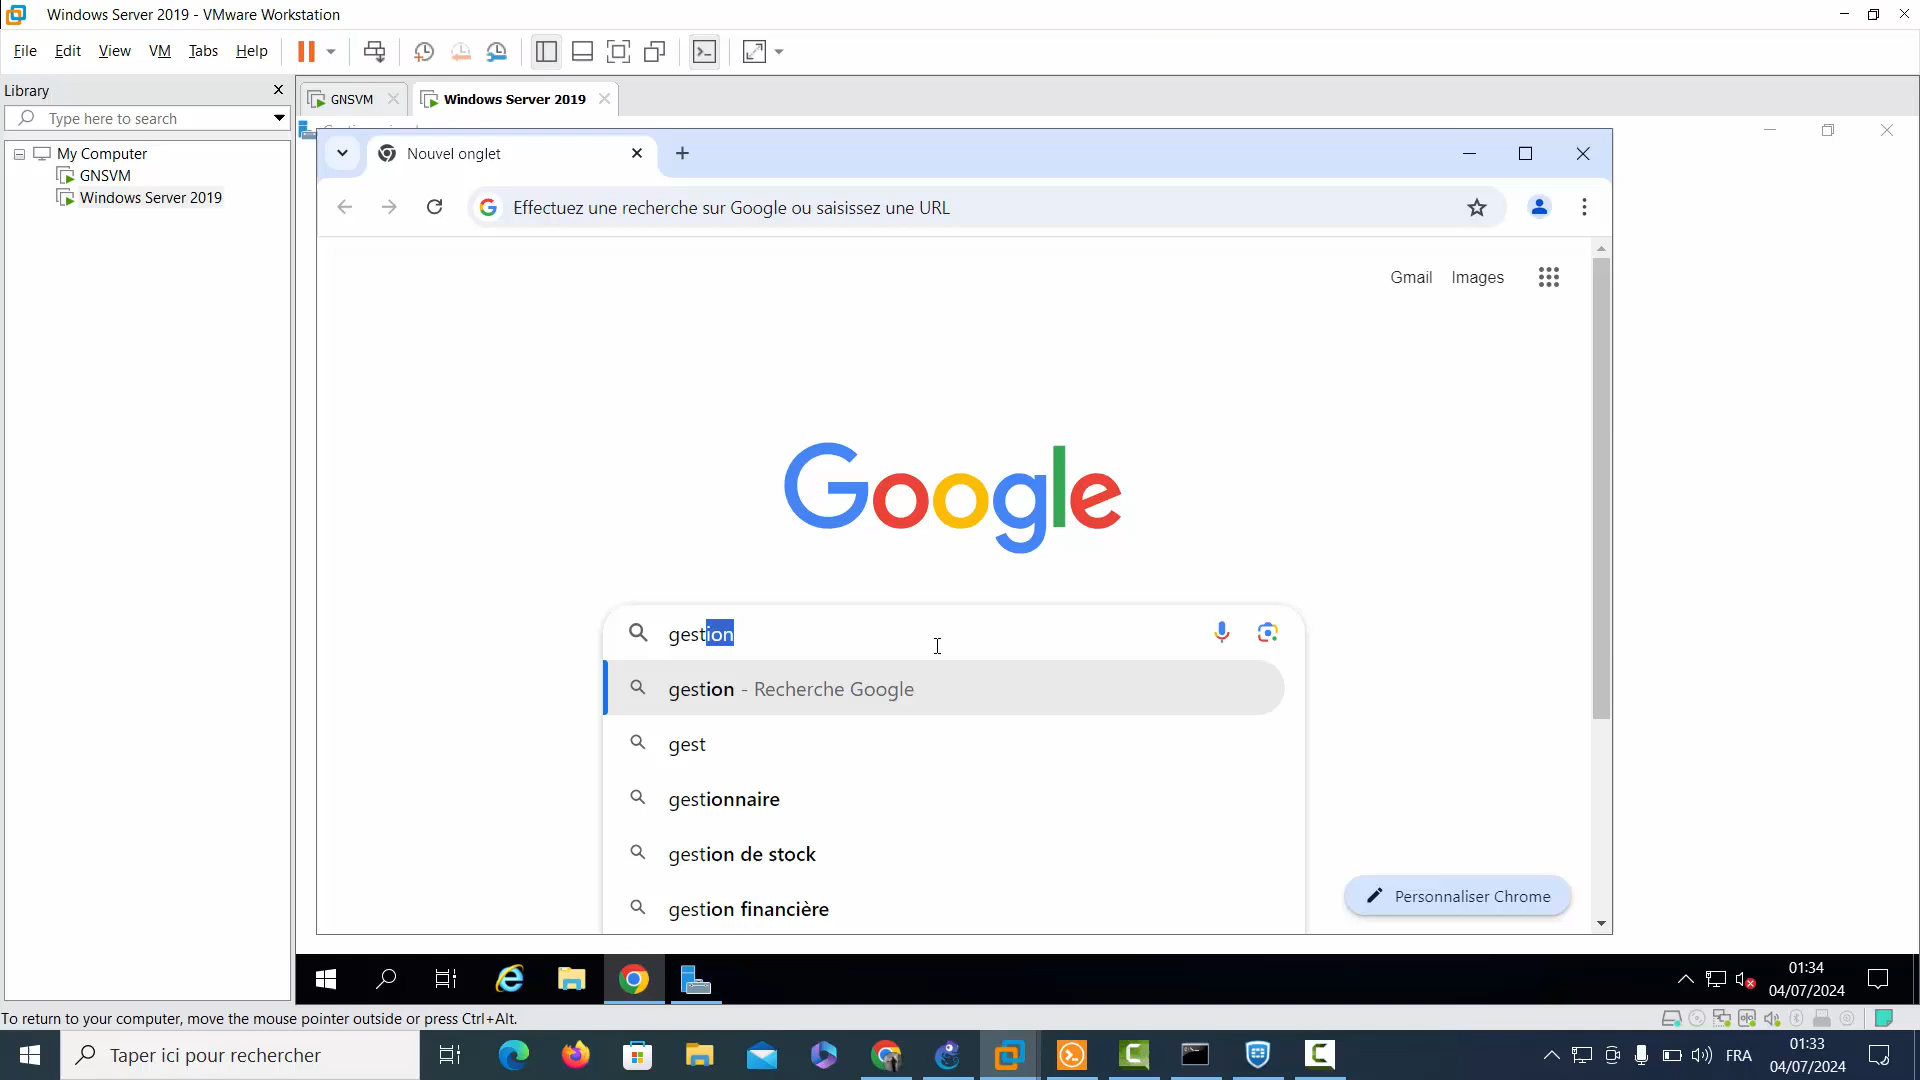 Windows Server 2019 - VMware Workstation
File Edit View VM Tabs Help
Library
Type here to search
My Computer
GNSVM
Windows Server 2019
GNSVM
Windows Server 2019
Nouvel onglet
Effectuez une recherche sur Google ou saisissez une URL
Gmail Images
Google
gestion
gestion - Recherche Google
gest
gestionnaire
gestion de stock
gestion financière
Personnaliser Chrome
01:34
04/07/2024
To return to your computer, move the mouse pointer outside or press Ctrl+Alt.
Taper ici pour rechercher
FRA
01:33
04/07/2024